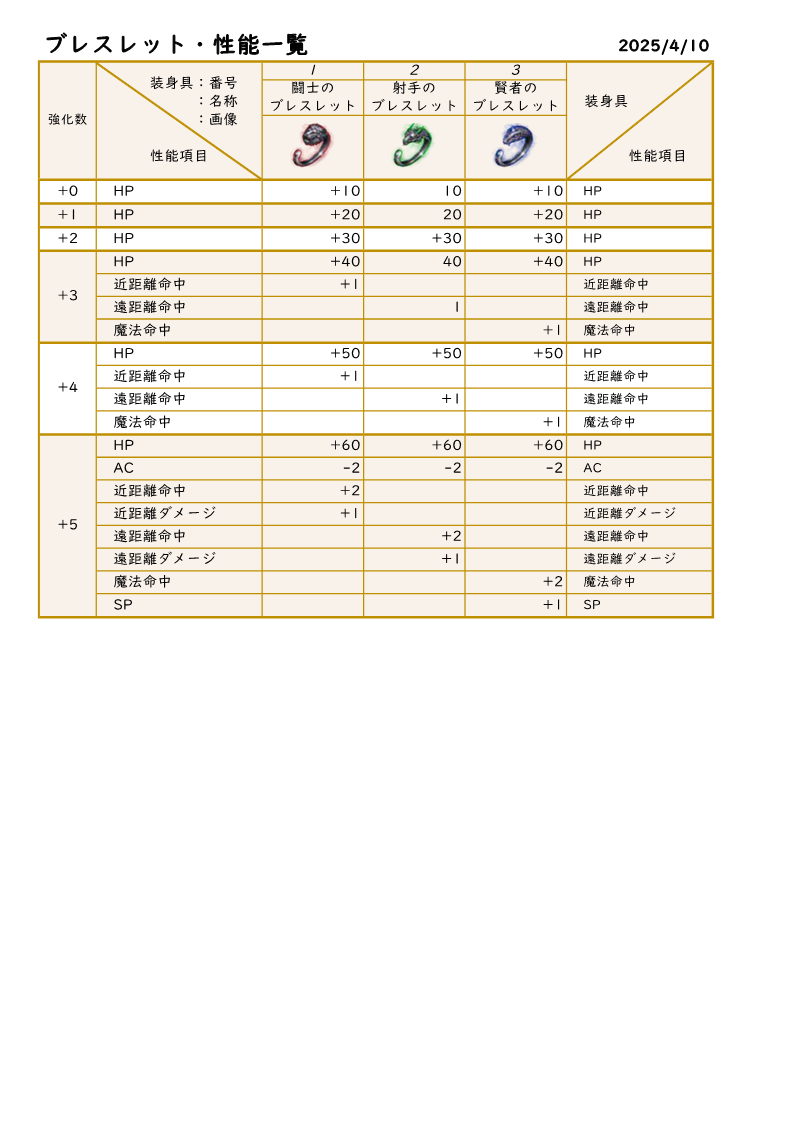 ブレスレット・性能一覧 2025/4/10
強化数
装身具：番号
：名称
：画像
性能項目
1 2 3
闘士の
ブレスレット
射手の
ブレスレット
賢者の
ブレスレット
装身具
性能項目
+0 HP +10 10 +10 HP
+1 HP +20 20 +20 HP
+2 HP +30 +30 +30 HP
+3
HP +40 40 +40 HP
近距離命中 +1 近距離命中
遠距離命中 1 遠距離命中
魔法命中 +1 魔法命中
+4
HP +50 +50 +50 HP
近距離命中 +1 近距離命中
遠距離命中 +1 遠距離命中
魔法命中 +1 魔法命中
+5
HP +60 +60 +60 HP
AC -2 -2 -2 AC
近距離命中 +2 近距離命中
近距離ダメージ +1 近距離ダメージ
遠距離命中 +2 遠距離命中
遠距離ダメージ +1 遠距離ダメージ
魔法命中 +2 魔法命中
SP +1 SP